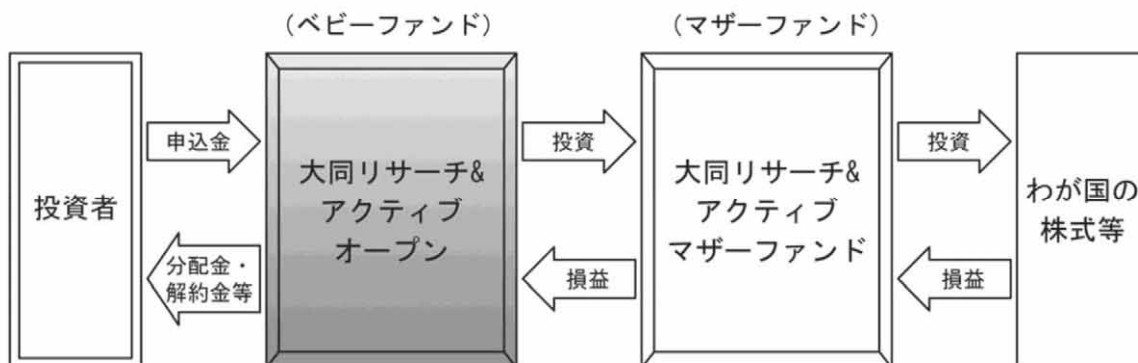 （ベビーファンド）
（マザーファンド）
投資者
申込金
分配金・
解約金等
大同リサーチ&
アクティブ
オープン
投資
損益
大同リサーチ&
アクティブ
マザーファンド
投資
損益
わが国の
株式等